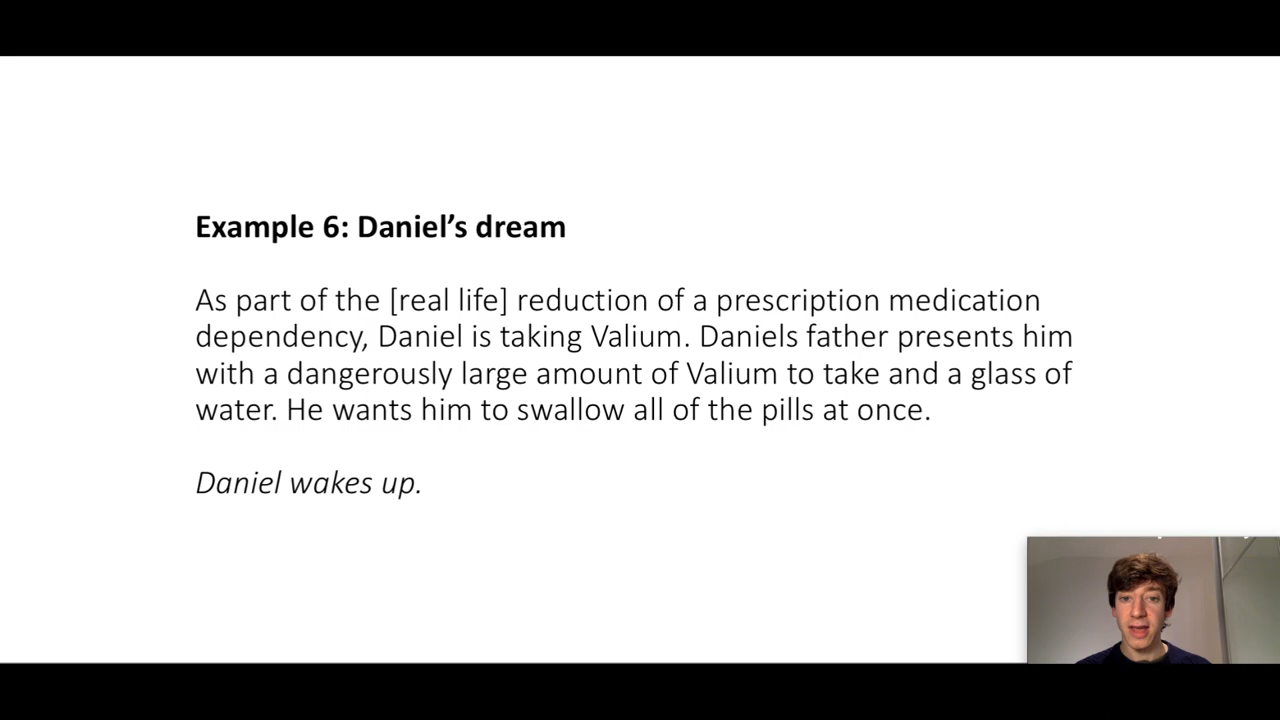 Example 6: Daniel’s dream
As part of the [real life] reduction of a prescription medication
dependency, Daniel is taking Valium. Daniels father presents him
with a dangerously large amount of Valium to take and a glass of
water. He wants him to swallow all of the pills at once.
Daniel wakes up.